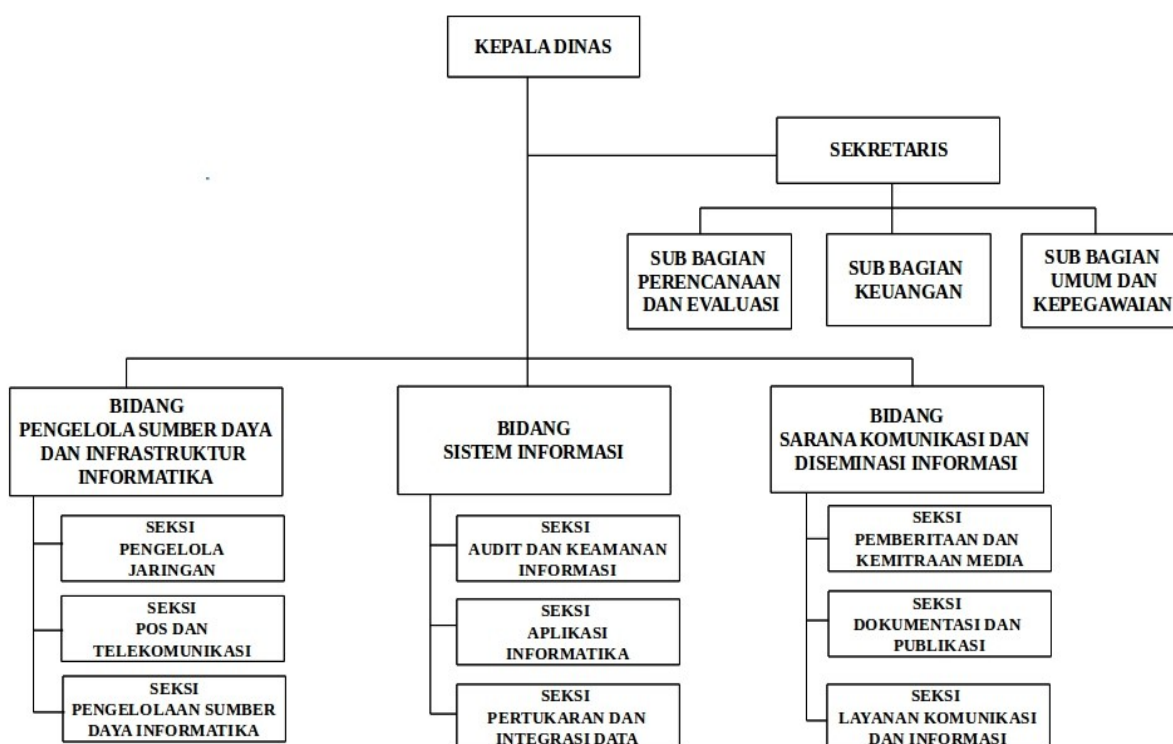 KEPALA DINAS
SEKRETARIS
SUB BAGIAN
PERENCANAAN
DAN EVALUASI
SUB BAGIAN
KEUANGAN
SUB BAGIAN
UMUM DAN
KEPEGAWAIAN
BIDANG
PENGELOLA SUMBER DAYA
DAN INFRASTRUKTUR
INFORMATIKA
SEKSI
PENGELOLA
JARINGAN
SEKSI
POS DAN
TELEKOMUNIKASI
SEKSI
PENGELOLAAN SUMBER
DAYA INFORMATIKA
BIDANG
SISTEM INFORMASI
SEKSI
AUDIT DAN KEAMANAN
INFORMASI
SEKSI
APLIKASI
INFORMATIKA
SEKSI
PERTUKARAN DAN
INTEGRASI DATA
BIDANG
SARANA KOMUNIKASI DAN
DISEMINASI INFORMASI
SEKSI
PEMBERITAAN DAN
KEMITRAAN MEDIA
SEKSI
DOKUMENTASI DAN
PUBLIKASI
SEKSI
LAYANAN KOMUNIKASI
DAN INFORMASI